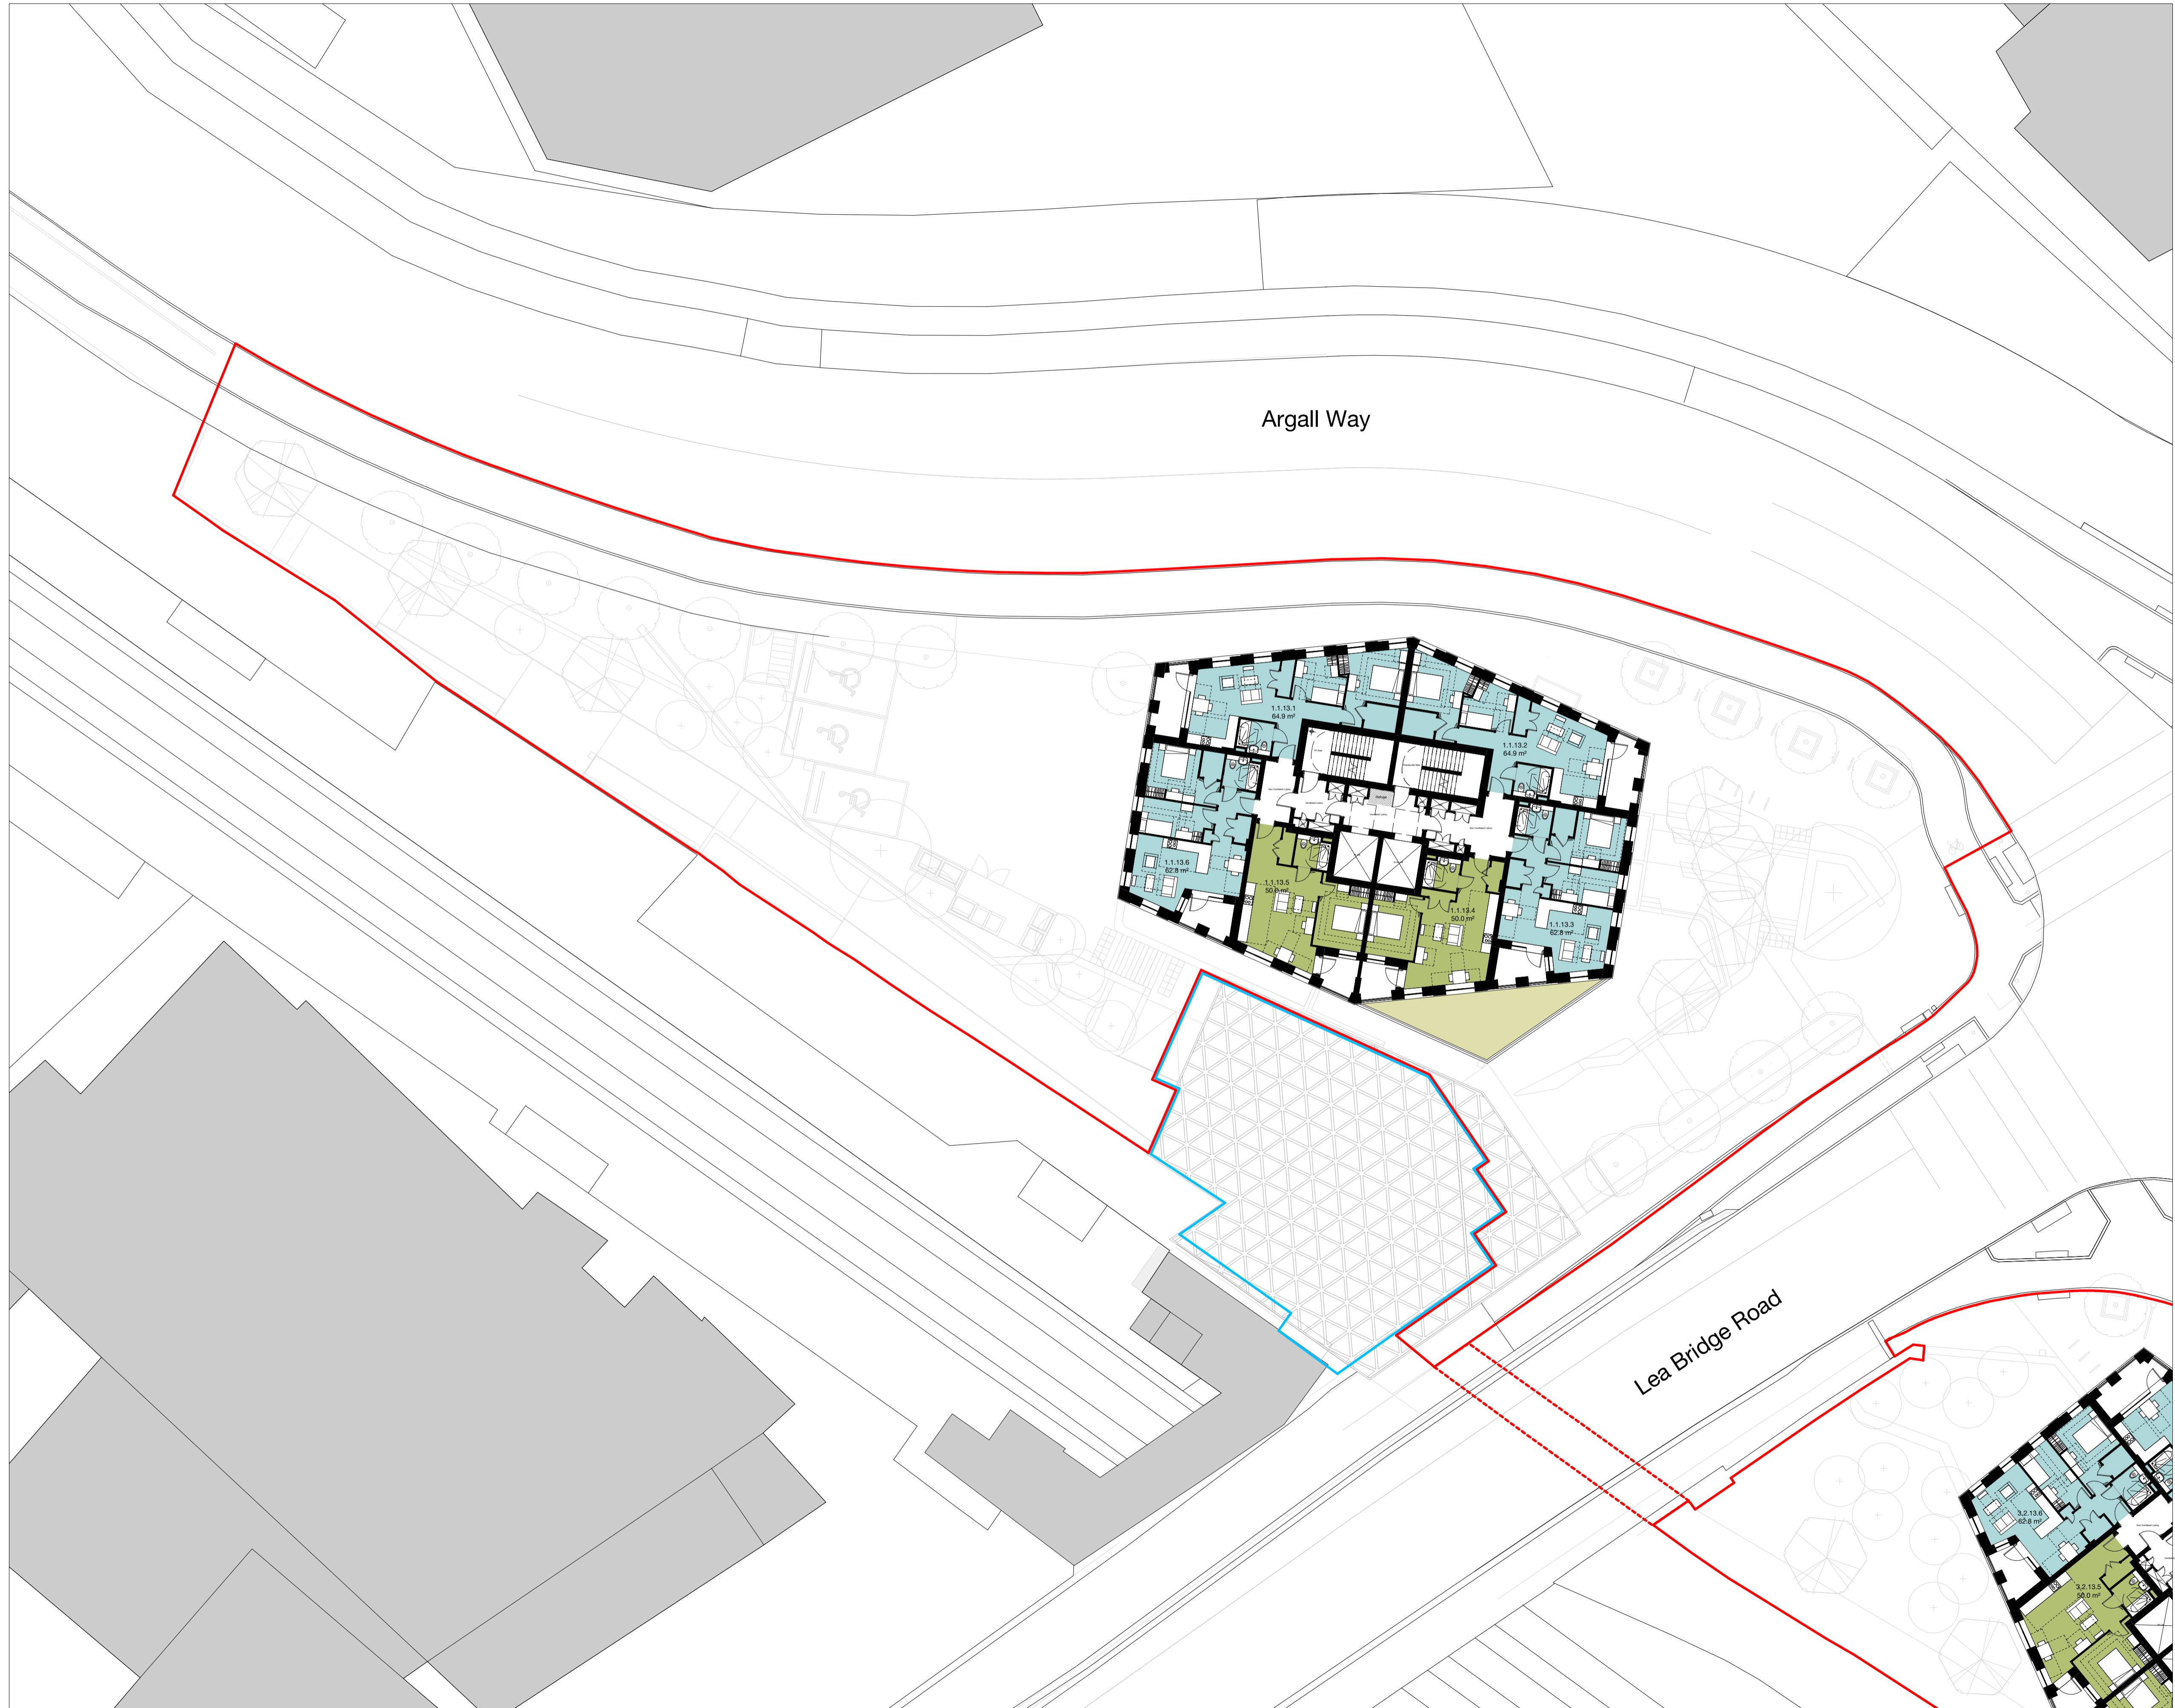 Argall Way
1.1.13.1
64.9 m²
1.1.13.2
64.9 m²
1.1.13.6
62.8 m²
1.1.13.5
50.0 m²
1.1.13.4
50.0 m²
1.1.13.3
62.8 m²
Lea Bridge Road
3.2.13.6
62.8 m²
3.2.13.5
50.0 m²